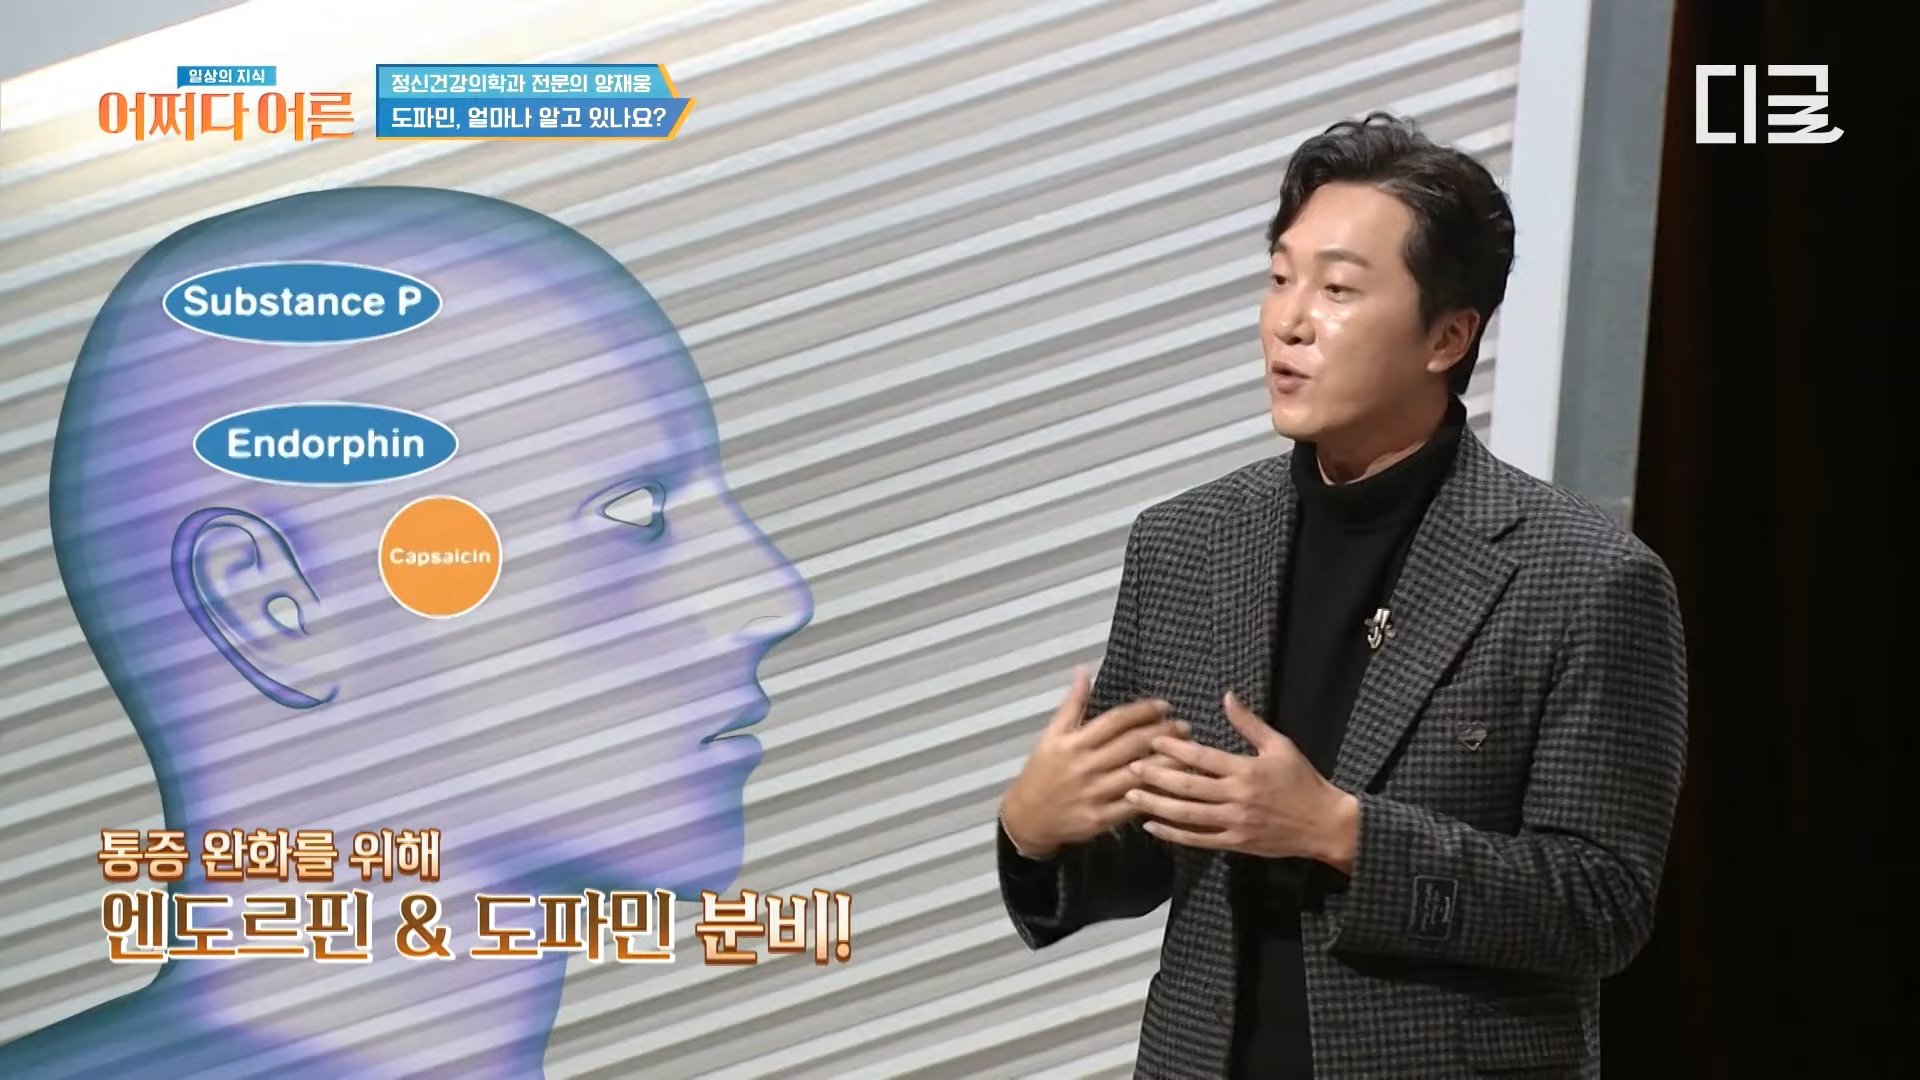 일상의 지식
어쩌다 어른
정신건강의학과 전문의 양재웅
도파민, 얼마나 알고 있나요?
디글
Substance P
Endorphin
Capsaicin
통증 완화를 위해
엔도르핀 & 도파민 분비!